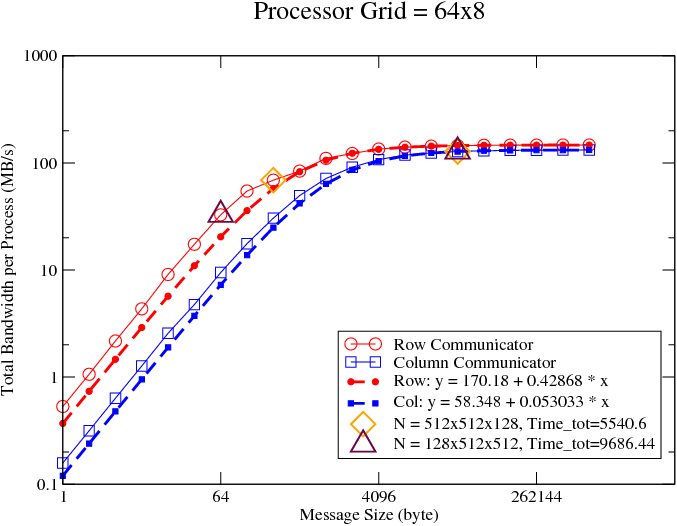 Processor Grid = 64x8
1000
100
10
1
0.1
Total Bandwidth per Process (MB/s)
Row Communicator
Column Communicator
Row: y = 170.18 + 0.42868 * x
Col: y = 58.348 + 0.053033 * x
N = 512x512x128, Time_tot=5540.6
N = 128x512x512, Time_tot=9686.44
1 64 4096 262144
Message Size (byte)